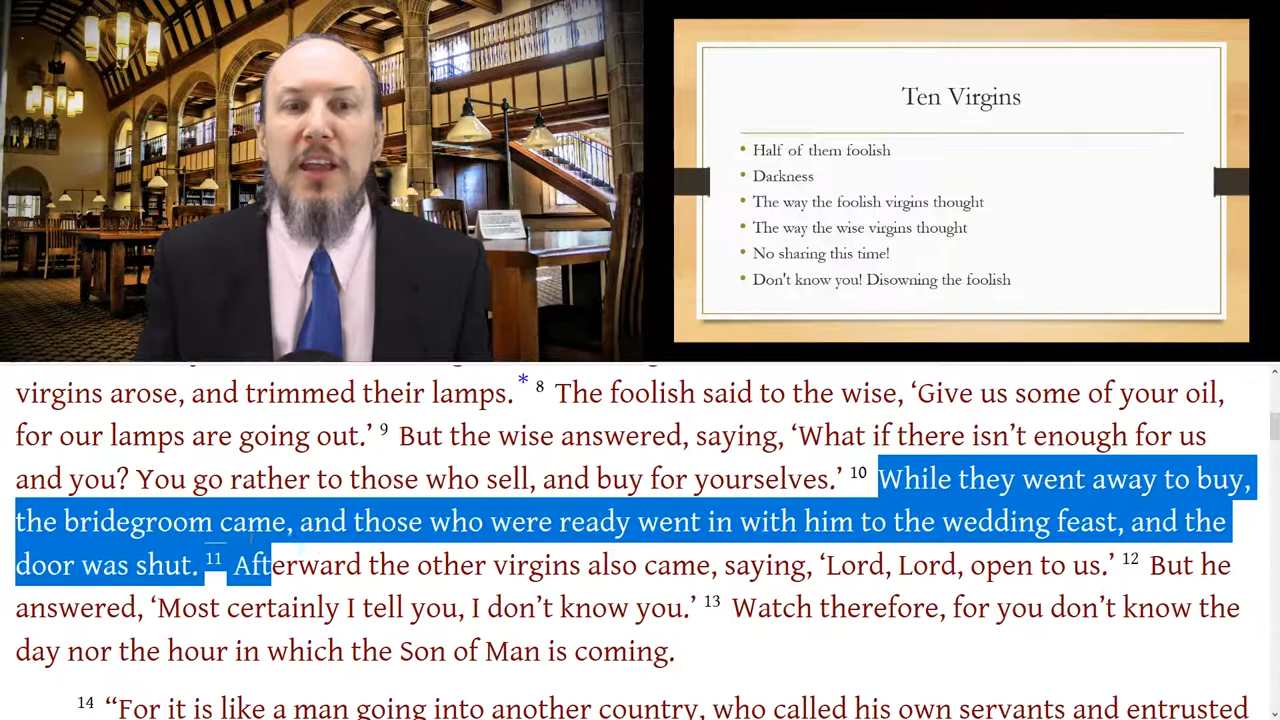 Ten Virgins
• Half of them foolish
• Darkness
• The way the foolish virgins thought
• The way the wise virgins thought
• No sharing this time!
• Don't know you! Disowning the foolish
virgins arose, and trimmed their lamps. * 8 The foolish said to the wise, ‘Give us some of your oil,
for our lamps are going out.’ 9 But the wise answered, saying, ‘What if there isn’t enough for us
and you? You go rather to those who sell, and buy for yourselves.’ 10 While they went away to buy,
the bridegroom came, and those who were ready went in with him to the wedding feast, and the
door was shut. 11 Afterward the other virgins also came, saying, ‘Lord, Lord, open to us.’ 12 But he
answered, ‘Most certainly I tell you, I don’t know you.’ 13 Watch therefore, for you don’t know the
day nor the hour in which the Son of Man is coming.
14 “For it is like a man going into another country, who called his own servants and entrusted